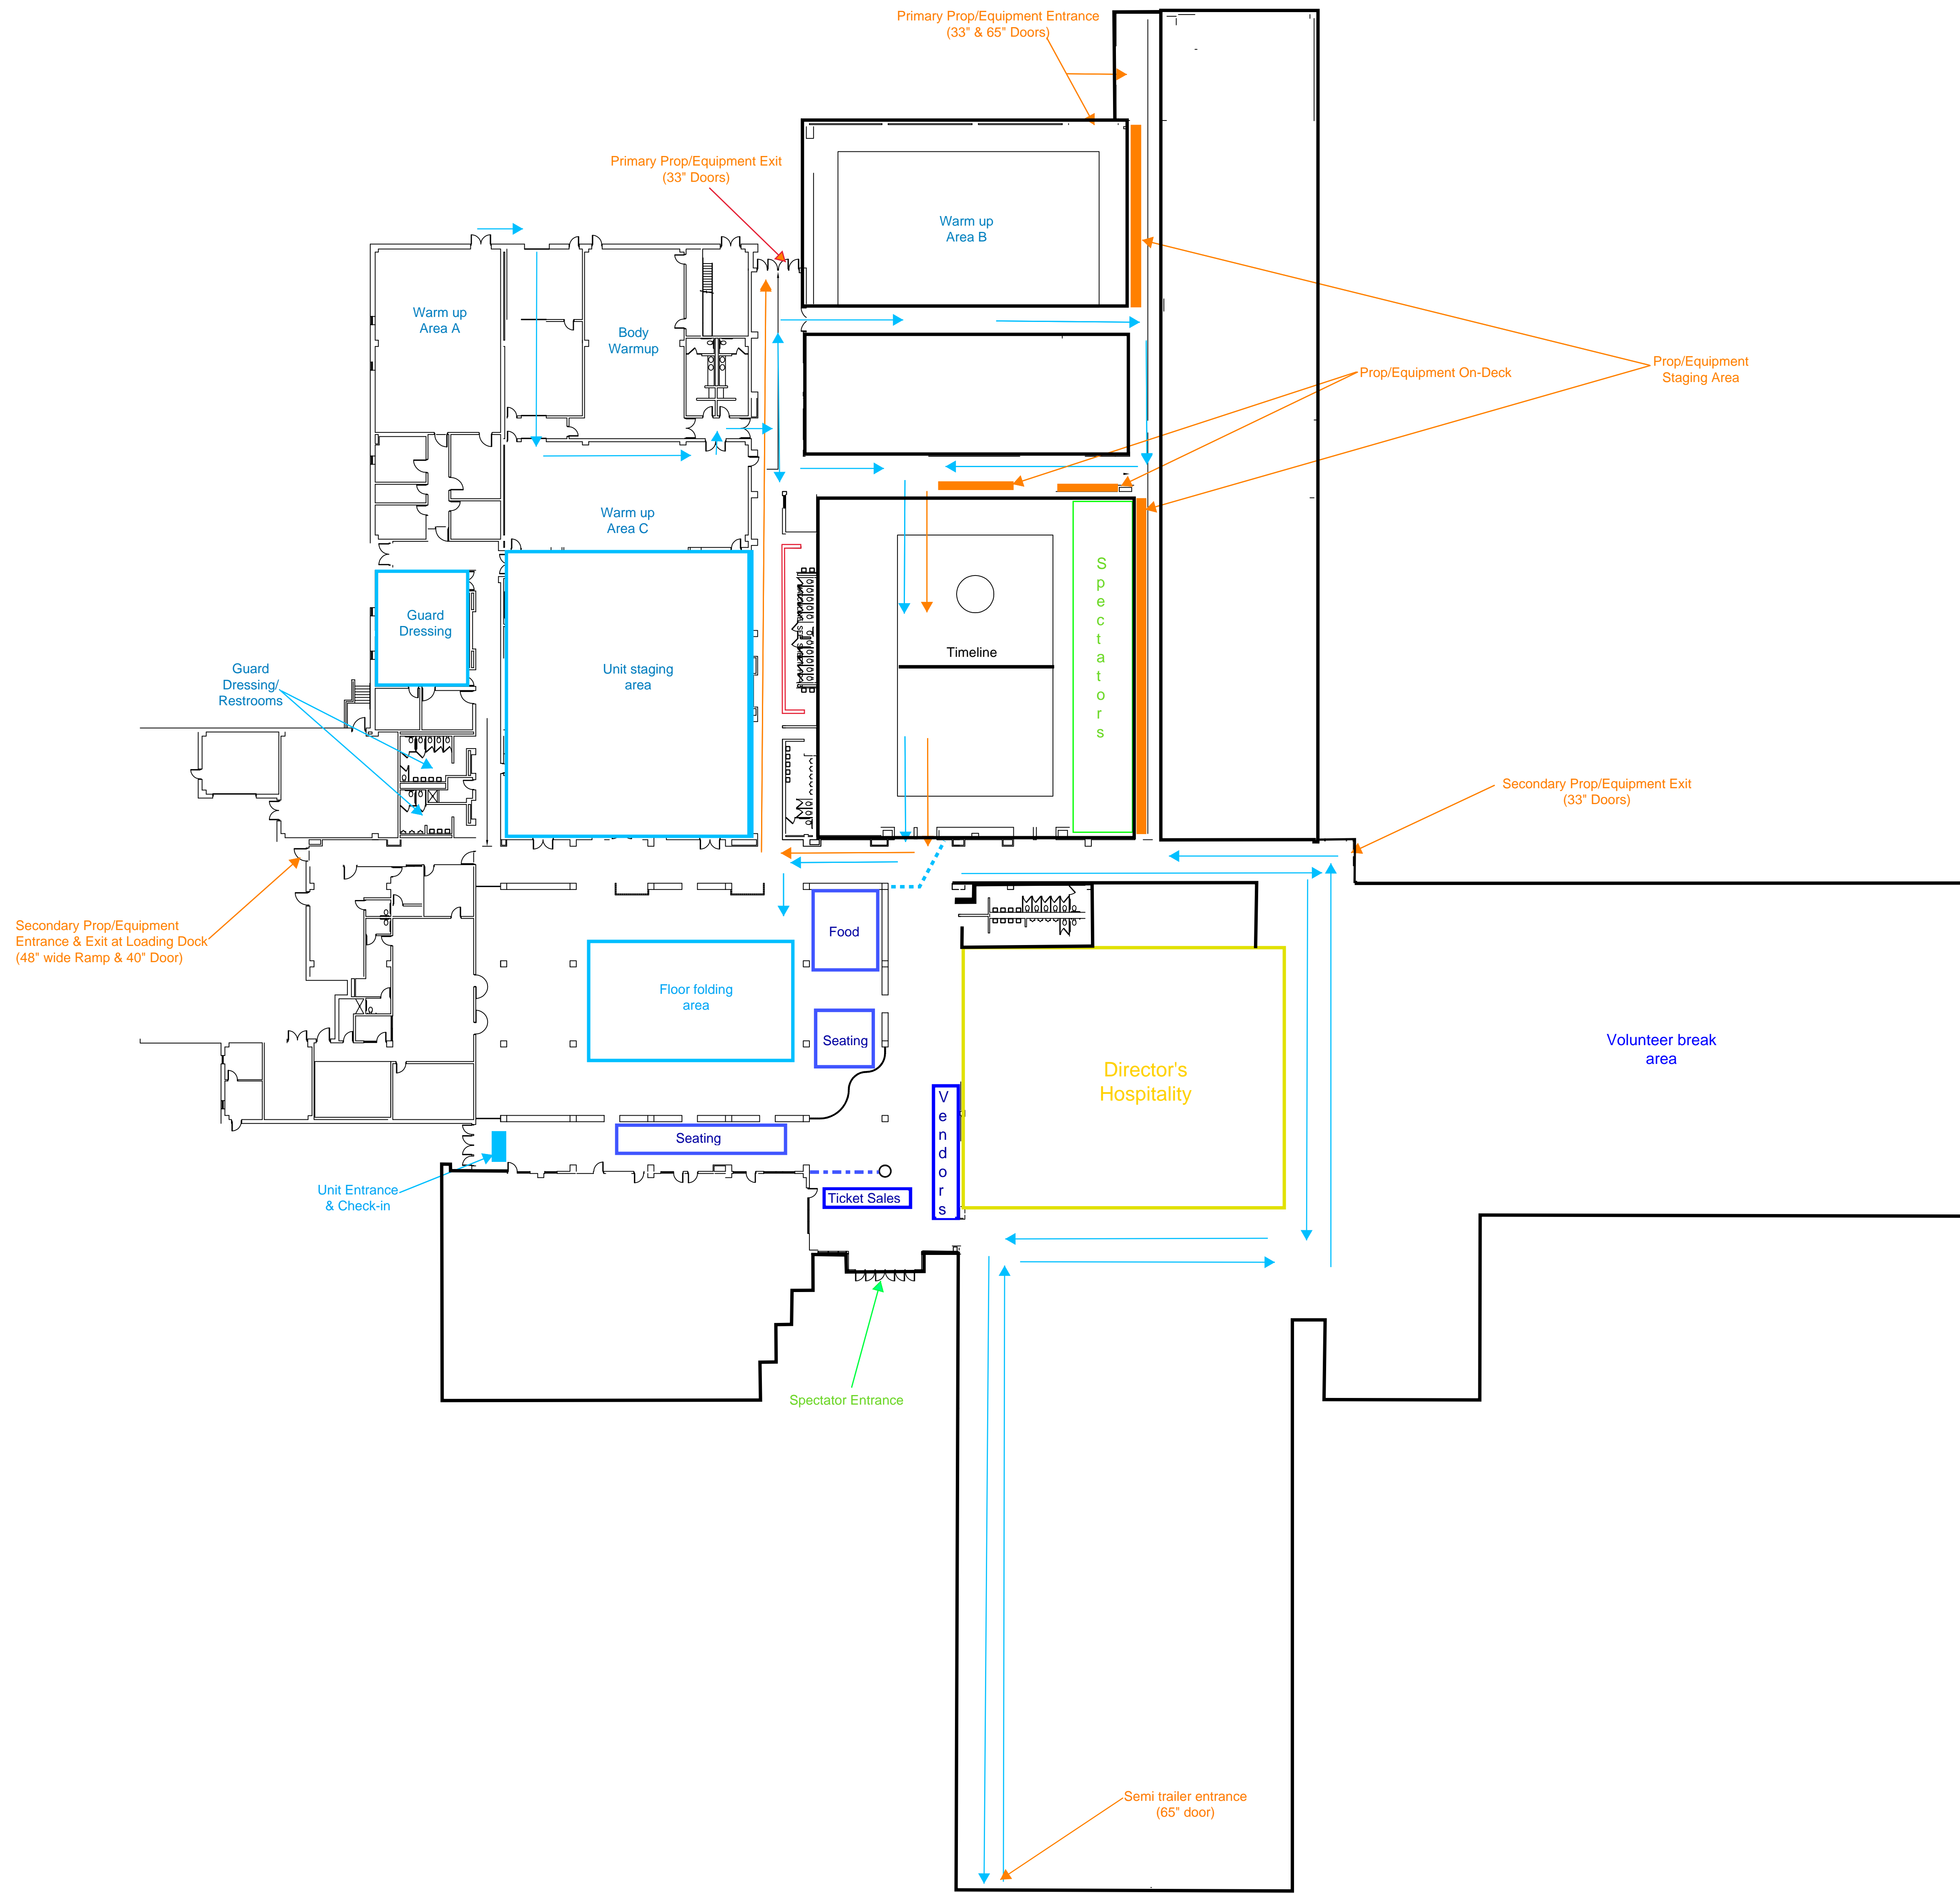 Primary Prop/Equipment Entrance
(33" & 65" Doors)
Primary Prop/Equipment Exit
(33" Doors)
Warm up
Area B
Warm up
Area A
Body
Warmup
Prop/Equipment
Staging Area
Prop/Equipment On-Deck
Warm up
Area C
Spectators
Guard
Dressing
Timeline
Guard
Dressing/
Restrooms
Unit staging
area
Secondary Prop/Equipment Exit
(33" Doors)
Secondary Prop/Equipment
Entrance & Exit at Loading Dock
(48" wide Ramp & 40" Door)
Food
Floor folding
area
Seating
Volunteer break
area
Director's
Hospitality
Vendors
Seating
Unit Entrance
& Check-in
Ticket Sales
Spectator Entrance
Semi trailer entrance
(65" door)